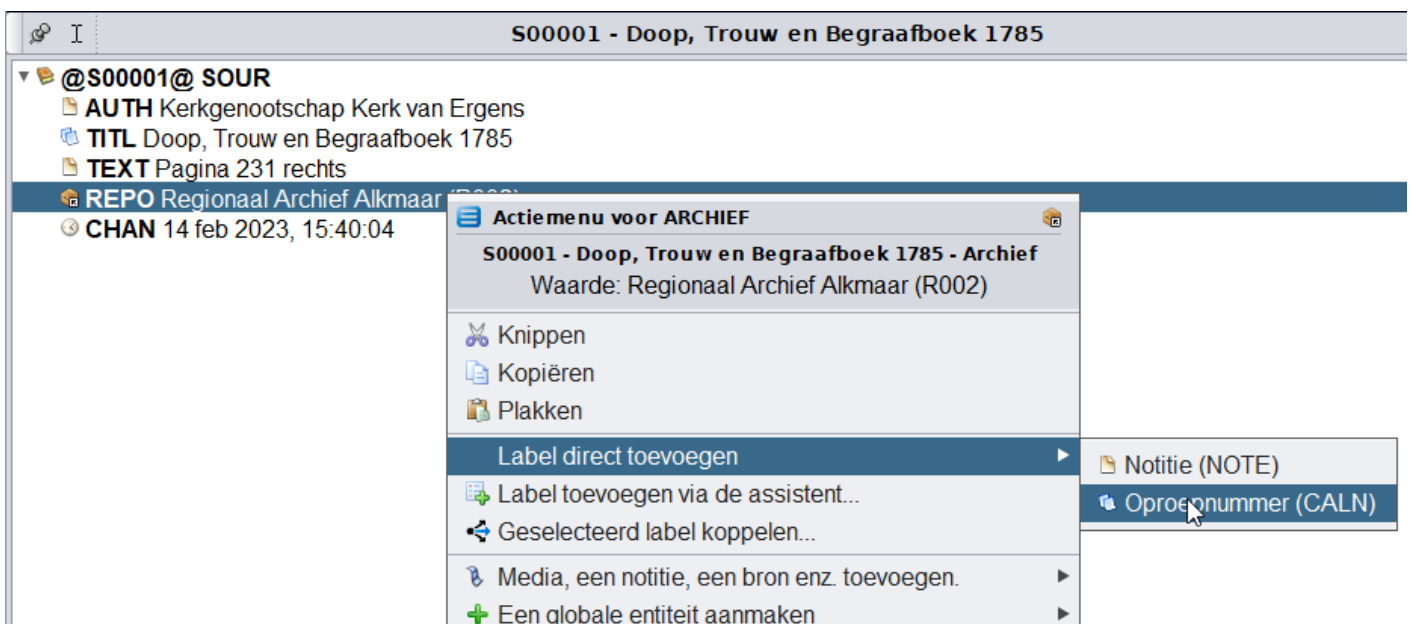 S00001 - Doop, Trouw en Begraafboek 1785
@S00001@ SOUR
AUTH Kerkgenootschap Kerk van Ergens
TITL Doop, Trouw en Begraafboek 1785
TEXT Pagina 231 rechts
REPO Regionaal Archief Alkmaar (R002)
CHAN 14 feb 2023, 15:40:04
Actiemenu voor ARCHIEF
S00001 - Doop, Trouw en Begraafboek 1785 - Archief
Waarde: Regionaal Archief Alkmaar (R002)
Knippen
Kopiëren
Plakken
Label direct toevoegen
Notitie (NOTE)
Oproepnummer (CALN)
Label toevoegen via de assistent...
Geselecteerd label koppelen...
Media, een notitie, een bron enz. toevoegen.
Een globale entiteit aanmaken